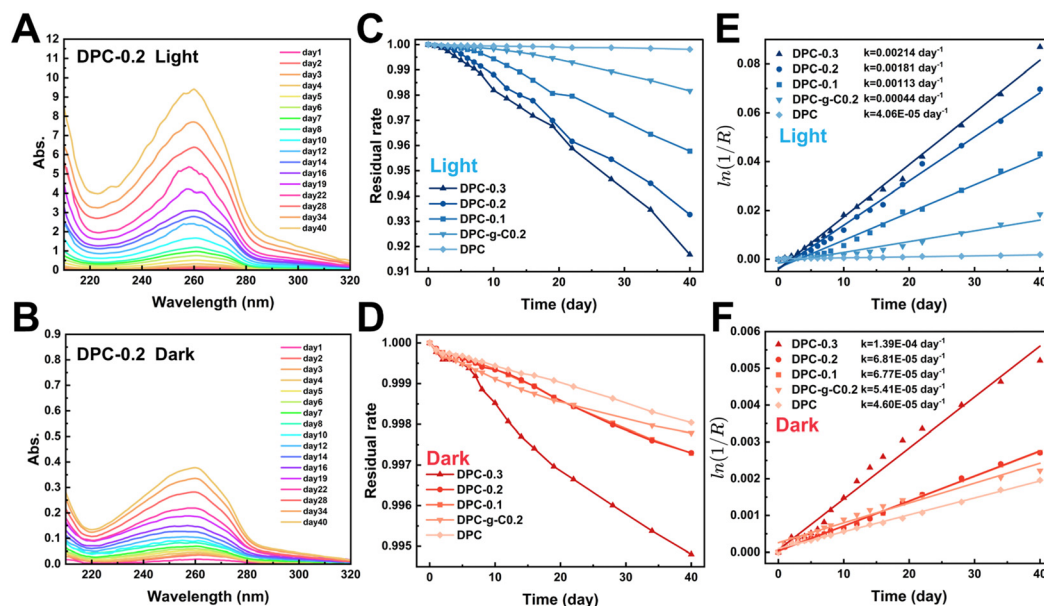 A
DPC-0.2 Light
Abs.
12
11
10
9
8
7
6
5
4
3
2
1
0
220 240 260 280 300 320
Wavelength (nm)
day1
day2
day3
day4
day5
day6
day7
day8
day10
day12
day14
day16
day19
day22
day28
day34
day40
B
DPC-0.2 Dark
Abs.
0.9
0.8
0.7
0.6
0.5
0.4
0.3
0.2
0.1
0.0
220 240 260 280 300 320
Wavelength (nm)
day1
day2
day3
day4
day5
day6
day7
day8
day10
day12
day14
day16
day19
day22
day28
day34
day40
C
Residual rate
1.00
0.99
0.98
0.97
0.96
0.95
0.94
0.93
0.92
0.91
Light
DPC-0.3
DPC-0.2
DPC-0.1
DPC-g-C0.2
DPC
0 10 20 30 40
Time (day)
D
Residual rate
1.000
0.999
0.998
0.997
0.996
0.995
Dark
DPC-0.3
DPC-0.2
DPC-0.1
DPC-g-C0.2
DPC
0 10 20 30 40
Time (day)
E
ln(1/R)
0.08
0.06
0.04
0.02
0.00
DPC-0.3 k=0.00214 day-1
DPC-0.2 k=0.00181 day-1
DPC-0.1 k=0.00113 day-1
DPC-g-C0.2 k=0.00044 day-1
DPC k=4.06E-05 day-1
Light
0 10 20 30 40
Time (day)
F
ln(1/R)
0.006
0.005
0.004
0.003
0.002
0.001
0.000
DPC-0.3 k=1.39E-04 day-1
DPC-0.2 k=6.81E-05 day-1
DPC-0.1 k=6.77E-05 day-1
DPC-g-C0.2 k=5.41E-05 day-1
DPC k=4.60E-05 day-1
Dark
0 10 20 30 40
Time (day)